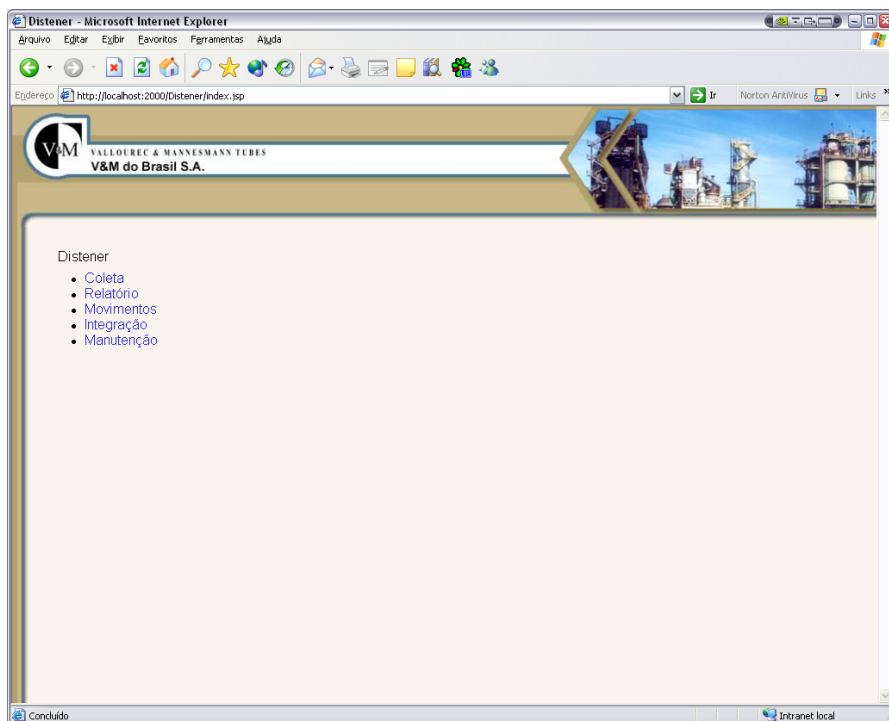 Distener - Microsoft Internet Explorer
Arquivo Editar Exibir Favoritos Ferramentas Ajuda
Endereço http://localhost:2000/Distener/index.jsp Ir Norton AntiVirus Links »
V&M VALLOUREC & MANNESMANN TUBES
V&M do Brasil S.A.
Distener
• Coleta
• Relatório
• Movimentos
• Integração
• Manutenção
Concluído Intranet local